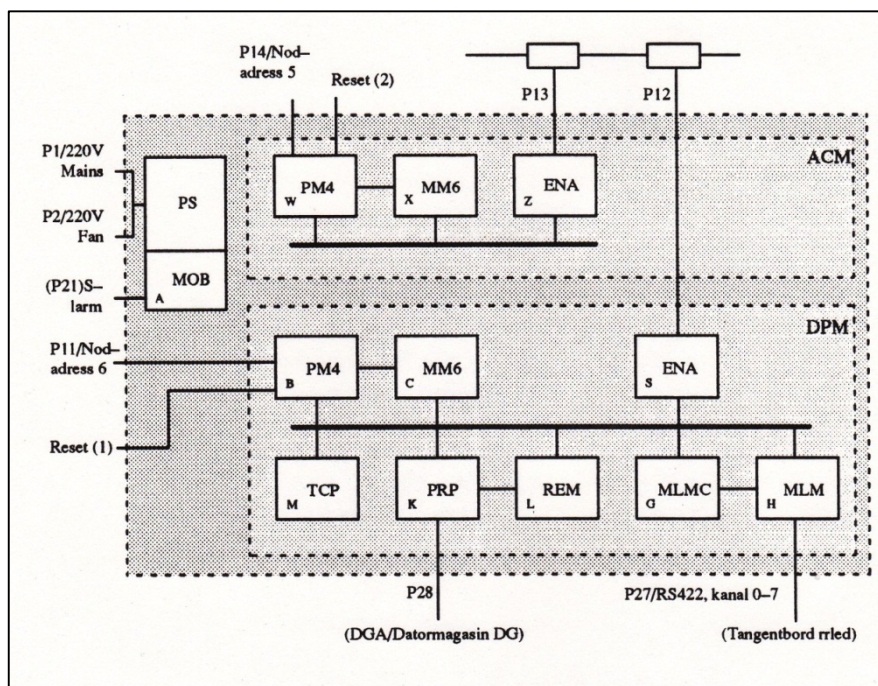 P14/Nod–
adress 5
Reset (2)
P13
P12
P1/220V
Mains
P2/220V
Fan
(P21)S–
larm
PS
MOB
A
ACM
PM4
W
MM6
X
ENA
Z
DPM
P11/Nod–
adress 6
Reset (1)
PM4
B
MM6
C
ENA
S
TCP
M
PRP
K
REM
L
MLMC
G
MLM
H
P28
(DGA/Datormagasin DG)
P27/RS422, kanal 0–7
(Tangentbord rrled)